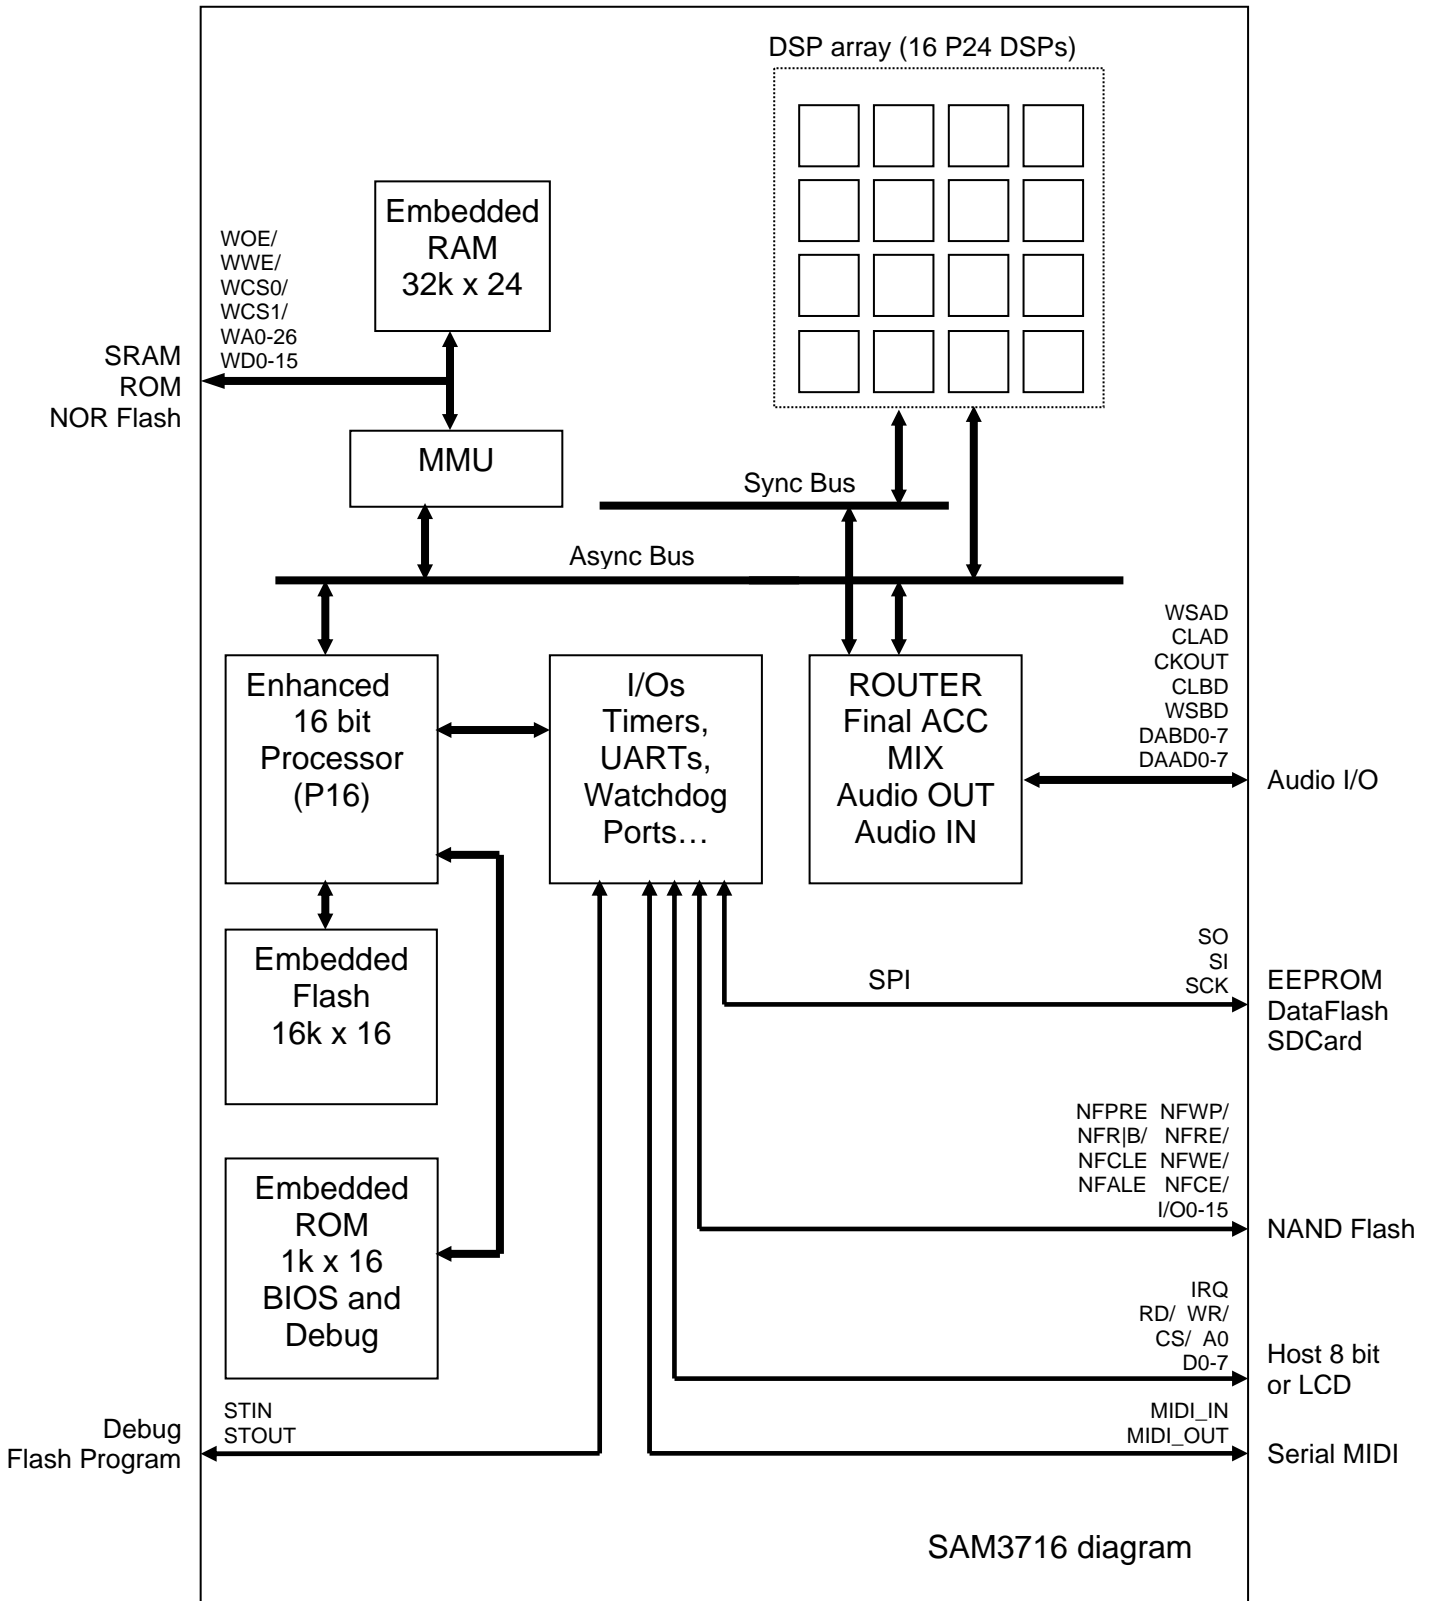 DSP array (16 P24 DSPs)
Embedded
RAM
32k x 24
WOE/
WWE/
WCS0/
WCS1/
WA0-26
WD0-15
SRAM
ROM
NOR Flash
MMU
Sync Bus
Async Bus
Enhanced
16 bit
Processor
(P16)
I/Os
Timers,
UARTs,
Watchdog
Ports…
ROUTER
Final ACC
MIX
Audio OUT
Audio IN
WSAD
CLAD
CKOUT
CLBD
WSBD
DABD0-7
DAAD0-7
Audio I/O
Embedded
Flash
16k x 16
SPI
SO
SI
SCK
EEPROM
DataFlash
SDCard
Embedded
ROM
1k x 16
BIOS and
Debug
NFPRE NFWP/
NFR|B/ NFRE/
NFCLE NFWE/
NFALE NFCE/
I/O0-15
NAND Flash
IRQ
RD/ WR/
CS/ A0
D0-7
Host 8 bit
or LCD
STIN
STOUT
Debug
Flash Program
MIDI_IN
MIDI_OUT
Serial MIDI
SAM3716 diagram